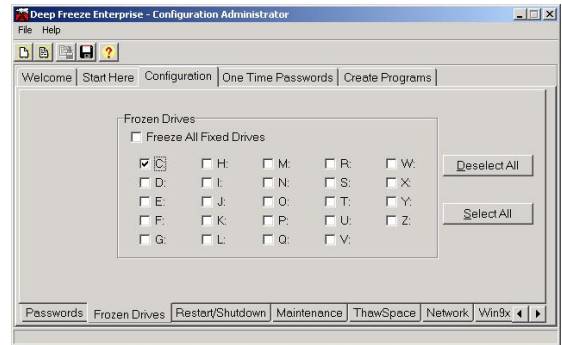 Deep Freeze Enterprise - Configuration Administrator
File Help
Welcome Start Here Configuration One Time Passwords Create Programs
Frozen Drives
Freeze All Fixed Drives
C: H: M: R: W: Deselect All
D: I: N: S: X:
E: J: O: T: Y:
F: K: P: U: Z: Select All
G: L: Q: V:
Passwords Frozen Drives Restart/Shutdown Maintenance ThawSpace Network Win9x